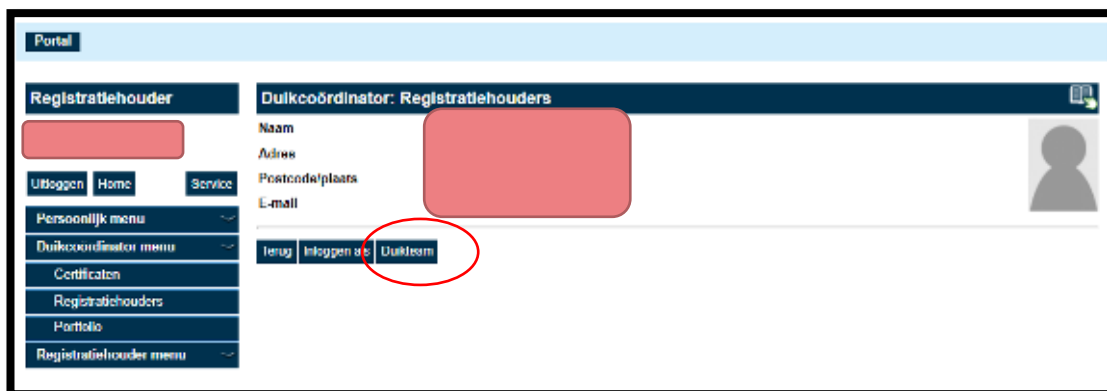 Portal
Registratiehouder
Uitloggen Home Service
Persoonlijk menu
Duikcoördinator menu
Certificaten
Registratiehouders
Portfolio
Registratiehouder menu
Duikcoördinator: Registratiehouders
Naam
Adres
Postcode/plaats
E-mail
Terug Inloggen als Duikteam